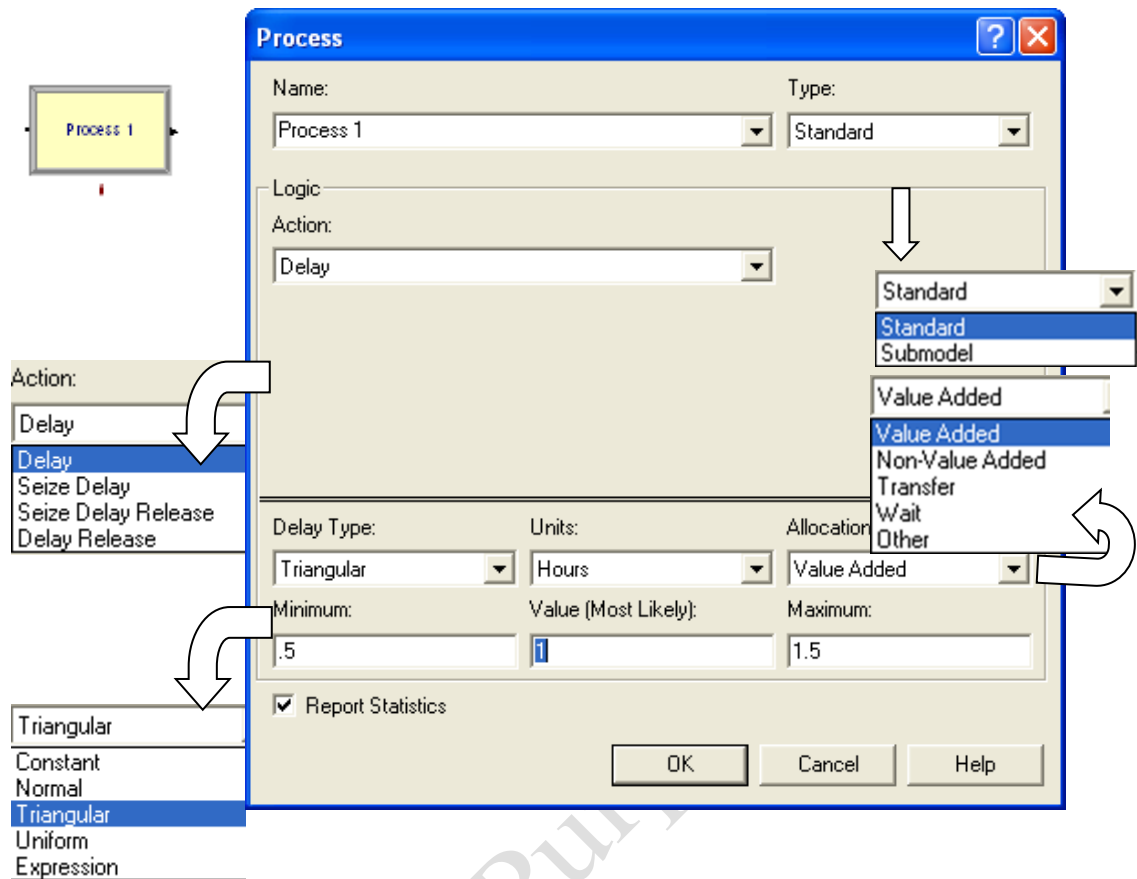 Process
Process 1
Name:
Type:
Process 1
Standard
Logic
Action:
Delay
Standard
Standard
Submodel
Action:
Delay
Delay
Seize Delay
Seize Delay Release
Delay Release
Value Added
Value Added
Non-Value Added
Transfer
Wait
Other
Delay Type:
Units:
Allocation
Triangular
Hours
Value Added
Minimum:
Value (Most Likely):
Maximum:
.5
1
1.5
Report Statistics
OK
Cancel
Help
Triangular
Constant
Normal
Triangular
Uniform
Expression